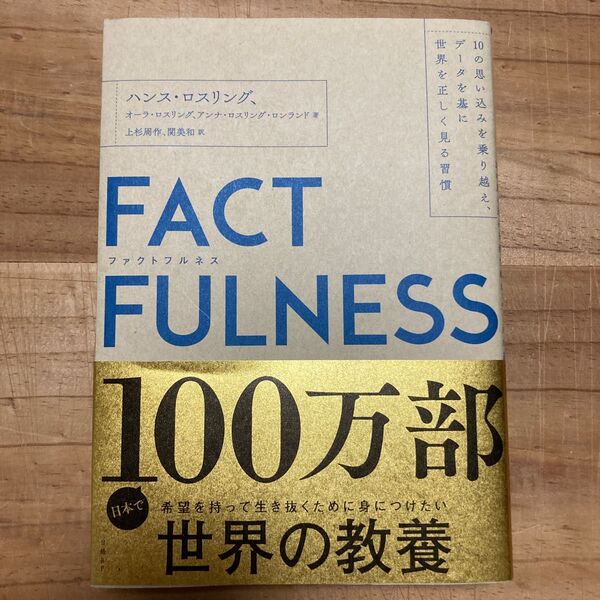 ハンス・ロスリング、
オーラ・ロスリング、アンナ・ロスリング・ロンランド 著
上杉周作、関美和 訳
10の思い込みを乗り越え、
データを基に
世界を正しく見る習慣
FACT
ファクトフルネス
FULNESS
100万部
日本で
希望を持って生き抜くために身につけたい
世界の教養
日経BP